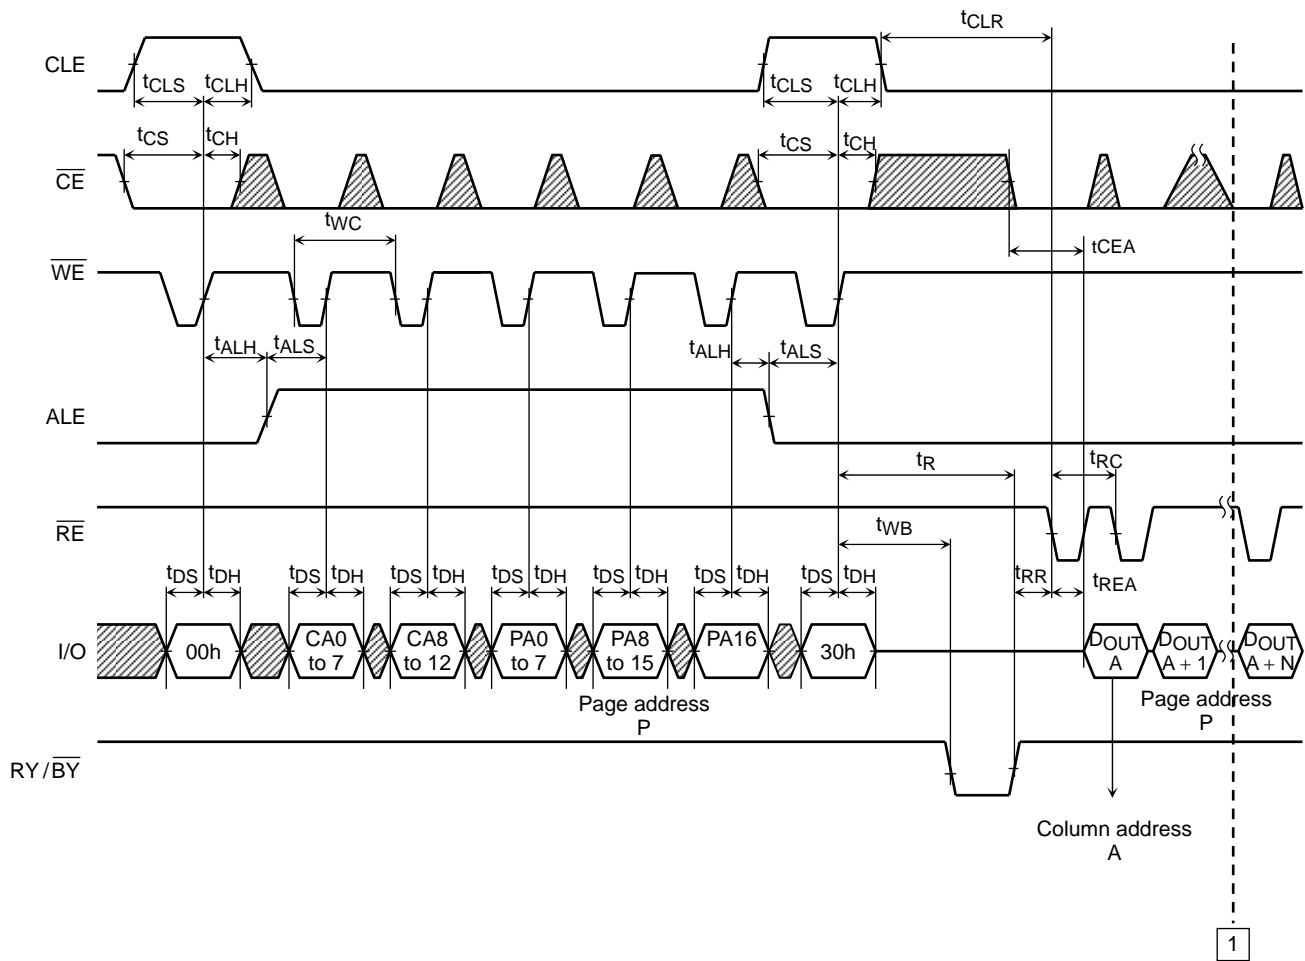 tCLR
CLE
tCLS tCLH tCLS tCLH
tCS tCH tCS tCH
CE
tWC
tCEA
WE
tALH tALS tALH tALS
ALE
tR tRC
RE
tWB
tDS tDH tDS tDH tDS tDH tDS tDH tDS tDH tDS tDH tDS tDH tRR tREA
I/O
00h
CA0
to 7
CA8
to 12
PA0
to 7
PA8
to 15
PA16
30h
DOUT
A
DOUT
A + 1
DOUT
A + N
Page address
P
Page address
P
RY/BY
Column address
A
1